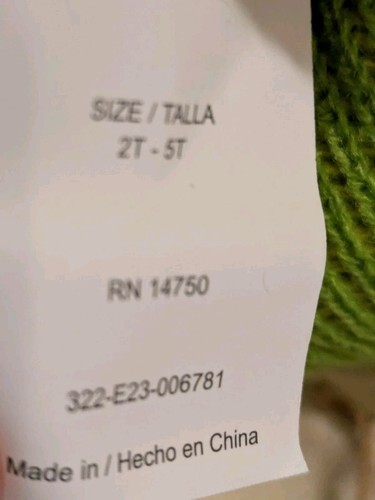 SIZE / TALLA
2T - 5T
RN 14750
322-E23-006781
Made in / Hecho en China